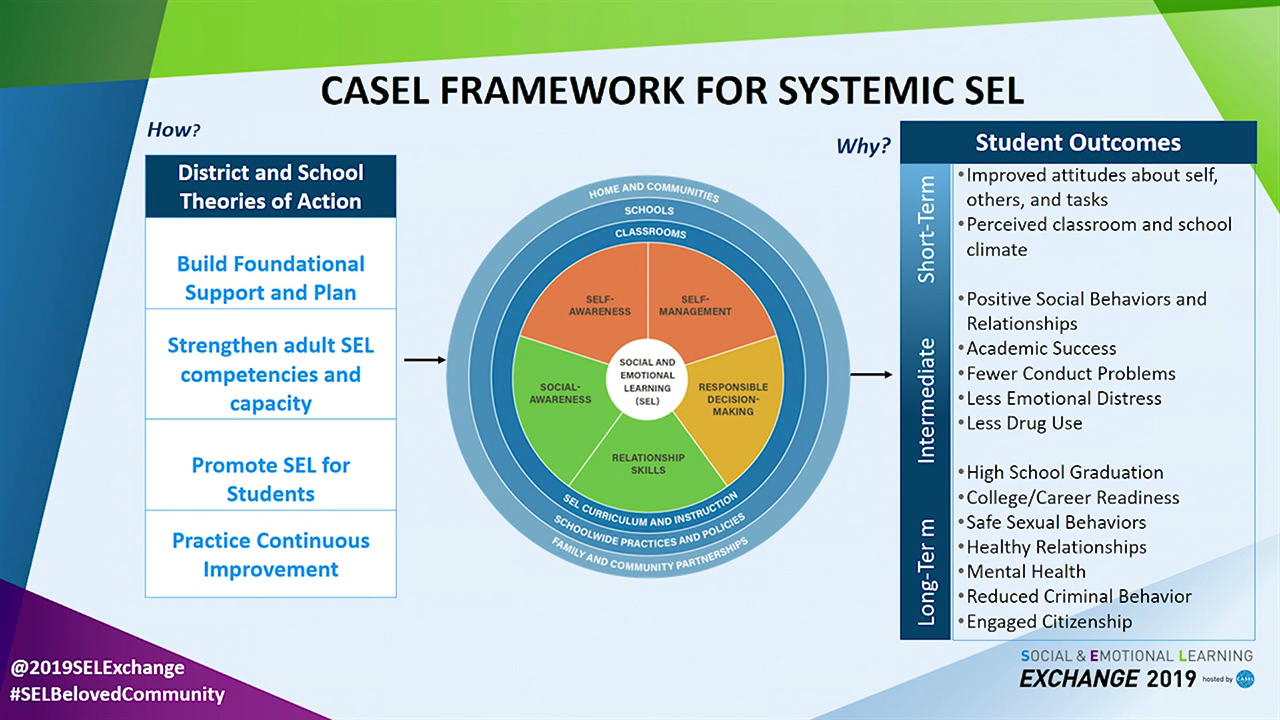 CASEL FRAMEWORK FOR SYSTEMIC SEL
How?
District and School
Theories of Action
Build Foundational
Support and Plan
Strengthen adult SEL
competencies and
capacity
Promote SEL for
Students
Practice Continuous
Improvement
HOME AND COMMUNITIES
SCHOOLS
CLASSROOMS
SELF-
AWARENESS
SELF-
MANAGEMENT
SOCIAL AND
EMOTIONAL
LEARNING
(SEL)
SOCIAL-
AWARENESS
RESPONSIBLE
DECISION-
MAKING
RELATIONSHIP
SKILLS
SEL CURRICULUM AND INSTRUCTION
SCHOOLWIDE PRACTICES AND POLICIES
FAMILY AND COMMUNITY PARTNERSHIPS
Why?
Student Outcomes
Short-Term
•Improved attitudes about self,
others, and tasks
•Perceived classroom and school
climate
Intermediate
•Positive Social Behaviors and
Relationships
•Academic Success
•Fewer Conduct Problems
•Less Emotional Distress
•Less Drug Use
Long-Ter m
•High School Graduation
•College/Career Readiness
•Safe Sexual Behaviors
•Healthy Relationships
•Mental Health
•Reduced Criminal Behavior
•Engaged Citizenship
@2019SELExchange
#SELBelovedCommunity
SOCIAL & EMOTIONAL LEARNING
EXCHANGE 2019 hosted by CASEL